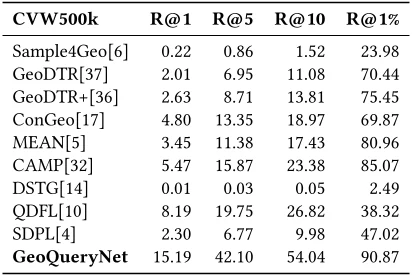 CVW500k R@1 R@5 R@10 R@1%
Sample4Geo[6] 0.22 0.86 1.52 23.98
GeoDTR[37] 2.01 6.95 11.08 70.44
GeoDTR+[36] 2.63 8.71 13.81 75.45
ConGeo[17] 4.80 13.35 18.97 69.87
MEAN[5] 3.45 11.38 17.43 80.96
CAMP[32] 5.47 15.87 23.38 85.07
DSTG[14] 0.01 0.03 0.05 2.49
QDFL[10] 8.19 19.75 26.82 38.32
SDPL[4] 2.30 6.77 9.98 47.02
GeoQueryNet 15.19 42.10 54.04 90.87